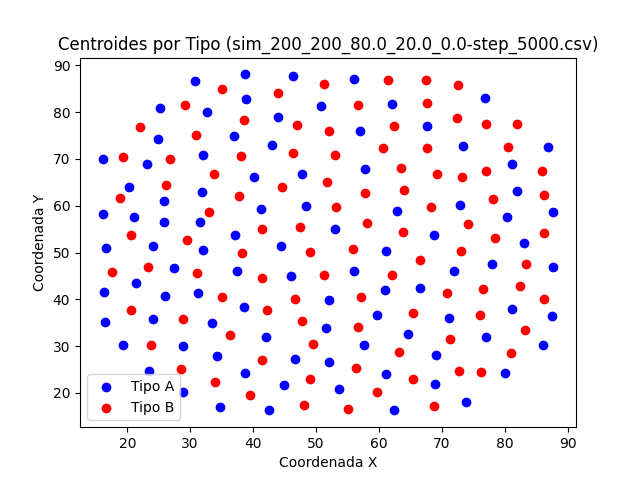 Centroides por Tipo (sim_200_200_80.0_20.0_0.0-step_5000.csv)
90
80
70
60
50
40
30
20
Coordenada Y
Tipo A
Tipo B
20 30 40 50 60 70 80 90
Coordenada X